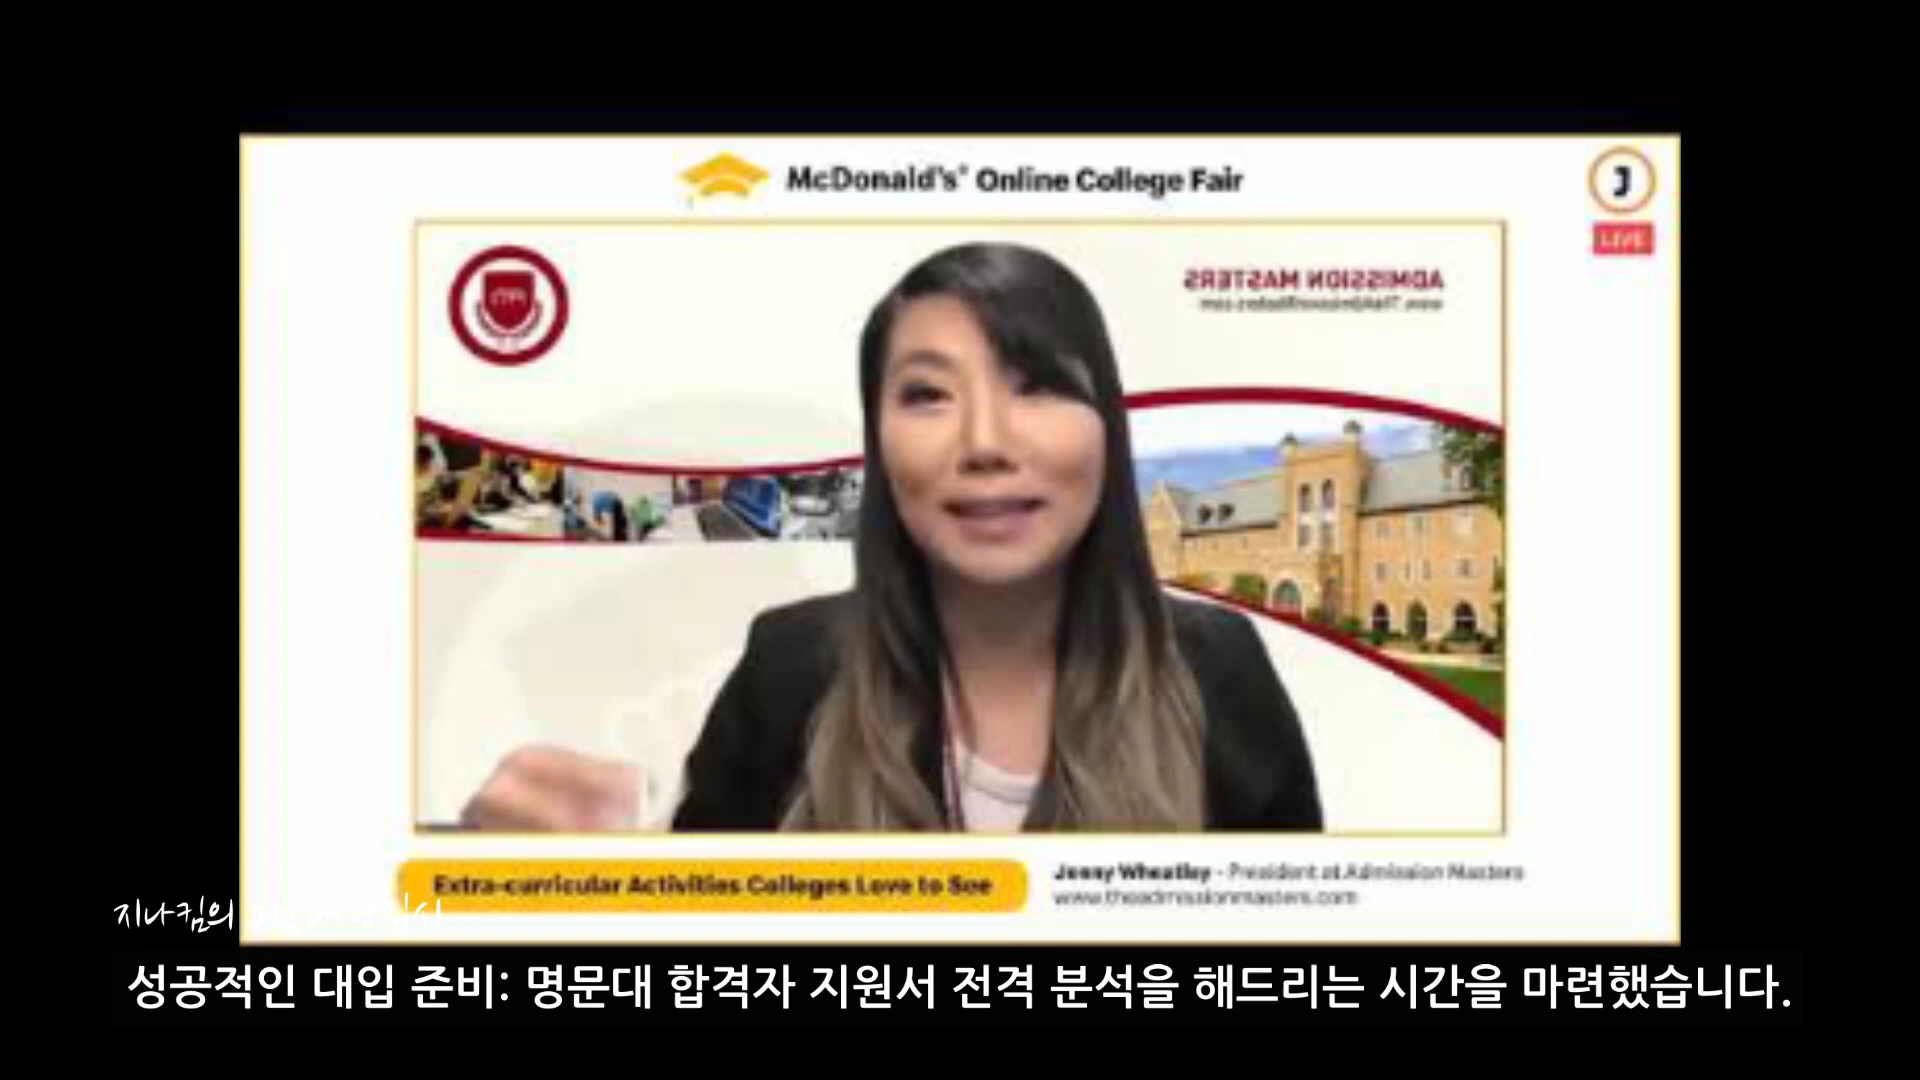 McDonald's® Online College Fair
J
LIVE
ADMISSION MASTERS
Extra-curricular Activities Colleges Love to See
Jenny Wheatley - President at Admission Masters
www.theadmissionmasters.com
지나킴의
성공적인 대입 준비: 명문대 합격자 지원서 전격 분석을 해드리는 시간을 마련했습니다.